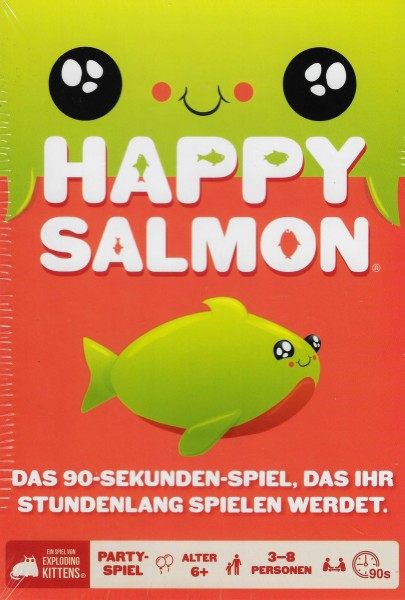 HAPPY
SALMON®
DAS 90-SEKUNDEN-SPIEL, DAS IHR
STUNDENLANG SPIELEN WERDET.
EIN SPIEL VON
EXPLODING
KITTENS®
PARTY-
SPIEL
ALTER
6+
3–8
PERSONEN
90s